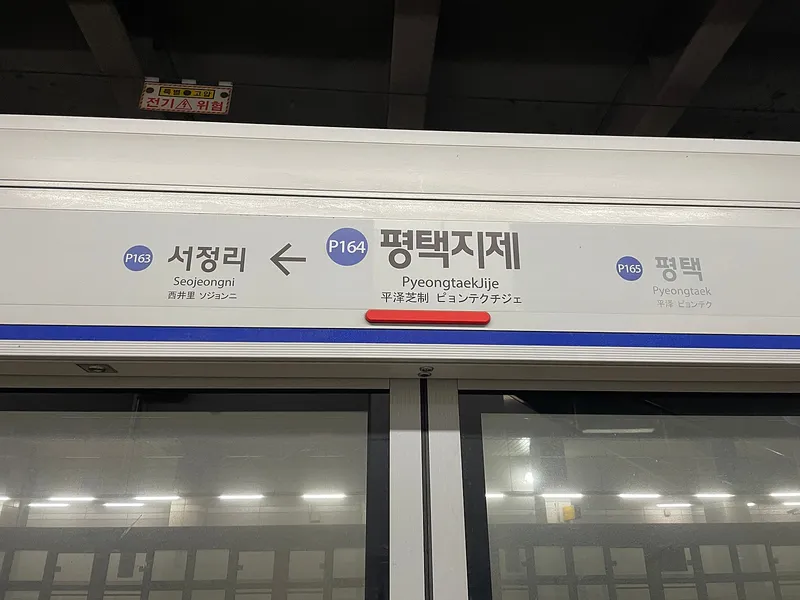 특별 고압
전기 위험
P163 서정리
Seojeongni
西井里 ソジョンニ
P164 평택지제
PyeongtaekJije
平泽芝制 ピョンテクチジェ
P165 평택
Pyeongtaek
平泽 ピョンテク